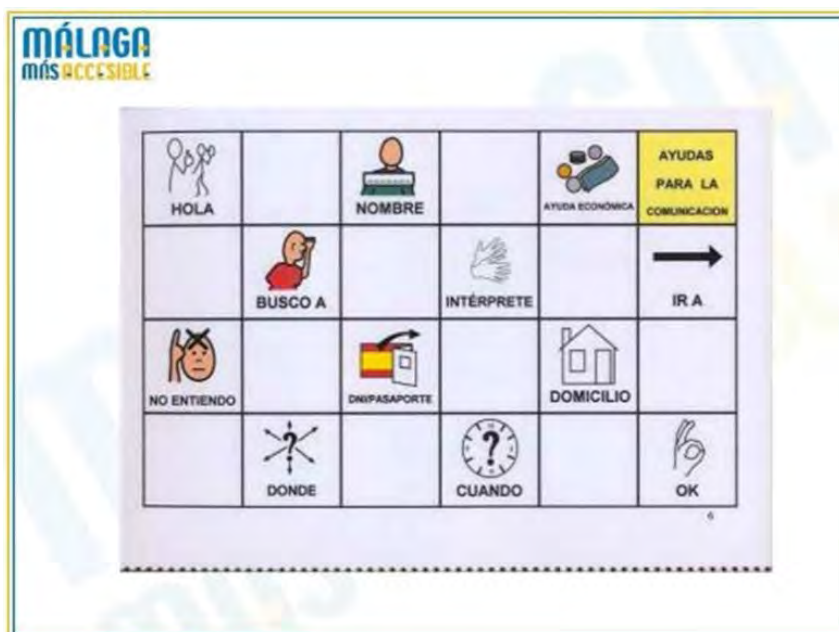 MÁLAGA
MÁS ACCESIBLE
HOLA
NOMBRE
AYUDA ECONÓMICA
AYUDAS
PARA LA
COMUNICACION
BUSCO A
INTÉRPRETE
IR A
NO ENTIENDO
DNI/PASAPORTE
DOMICILIO
?
DONDE
?
CUANDO
OK
6